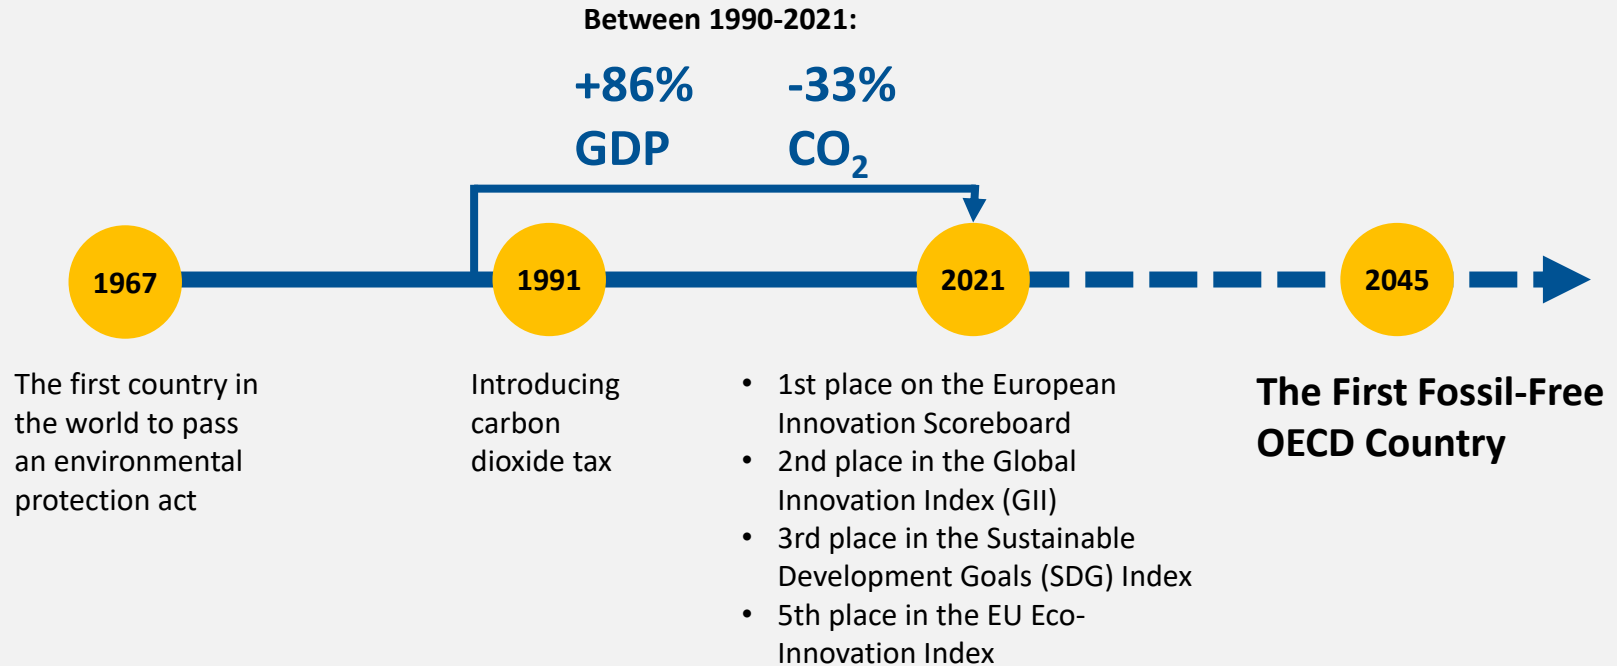 Between 1990-2021:
+86%
GDP
-33%
CO₂
1967
1991
2021
2045
The first country in
the world to pass
an environmental
protection act
Introducing
carbon
dioxide tax
• 1st place on the European
Innovation Scoreboard
• 2nd place in the Global
Innovation Index (GII)
• 3rd place in the Sustainable
Development Goals (SDG) Index
• 5th place in the EU Eco-
Innovation Index
The First Fossil-Free
OECD Country